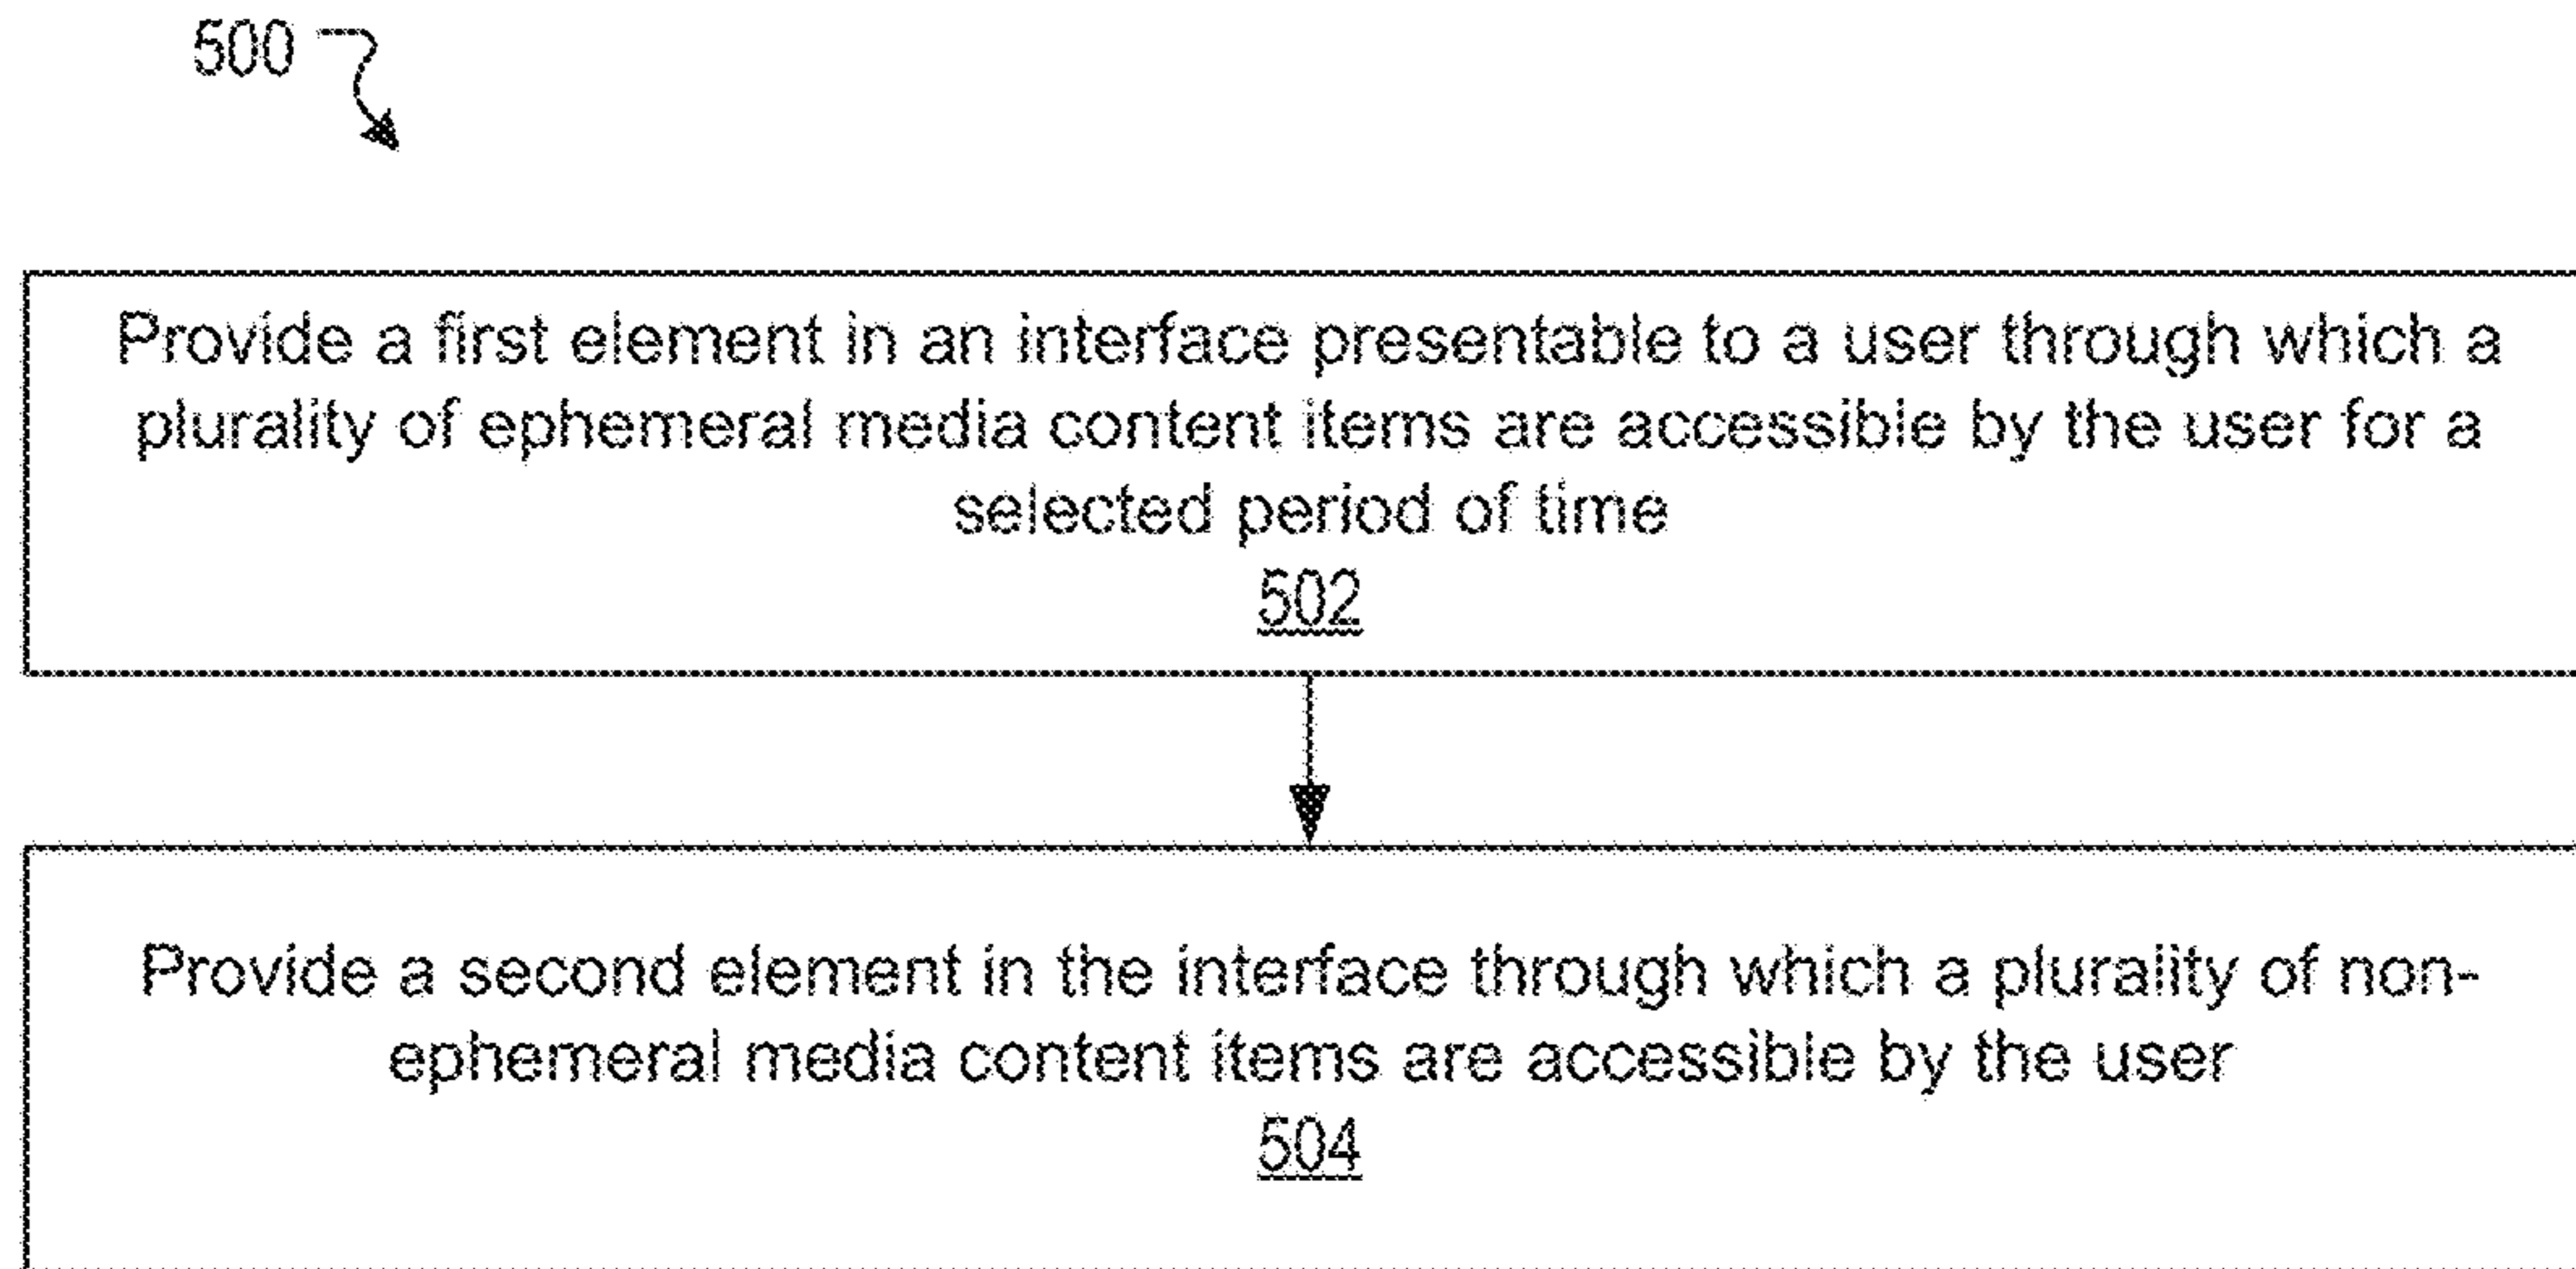 500
Provide a first element in an interface presentable to a user through which a
plurality of ephemeral media content items are accessible by the user for a
selected period of time
502
Provide a second element in the interface through which a plurality of non-
ephemeral media content items are accessible by the user
504